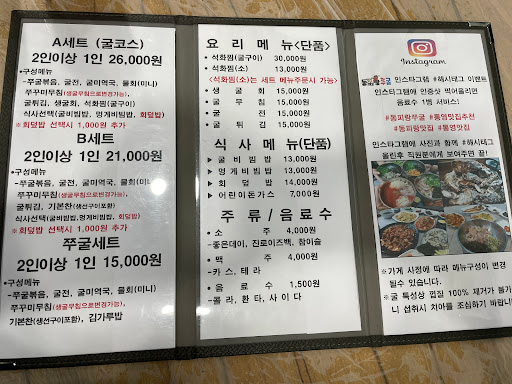 A세트 (굴코스)
2인이상 1인 26,000원
•구성메뉴
-쭈굴볶음, 굴전, 굴미역국, 물회(미니)
쭈꾸미무침(생굴무침으로변경가능),
굴튀김, 생굴회, 석화찜(굴구이)
식사선택(굴비빔밥, 멍게비빔밥, 회덮밥)
※회덮밥 선택시 1,000원 추가
B세트
2인이상 1인 21,000원
•구성메뉴
-쭈굴볶음, 굴전, 굴미역국, 물회(미니)
쭈꾸미무침(생굴무침으로변경가능),
굴튀김, 기본찬(생선구이포함)
식사선택(굴비빔밥,멍게비빔밥, 회덮밥)
※회덮밥 선택시 1,000원 추가
쭈굴세트
2인이상 1인 15,000원
•구성메뉴
-쭈굴볶음, 굴전, 굴미역국, 물회(미니)
쭈꾸미무침(생굴무침으로변경가능),
기본찬(생선구이포함), 김가루밥
요 리 메 뉴<단품>
• 석화찜(굴구이) 30,000원
• 석화찜(소) 13,000원
<석화찜(소)는 세트 메뉴주문시 가능>
• 생 굴 회 15,000원
• 굴 무 침 15,000원
• 굴 전 15,000원
• 굴 튀 김 15,000원
식 사 메 뉴(단품)
• 굴 비 빔 밥 13,000원
• 멍 게 비 빔 밥 13,000원
• 회 덮 밥 14,000원
• 어 린 이 돈 가 스 7,000원
주 류 / 음 료 수
• 소 주 4,000원
-좋은데이, 진로이즈백, 참이슬
• 맥 주 4,000원
-카스, 테라
• 음 료 수 1,500원
-콜라, 환타, 사이다
Instagram
인스타그램 #해시태그 이벤트
인스타그램에 인증샷 찍어올리면
음료수 1병 서비스!
#동피랑쭈굴 #통영맛집추천
#동피랑맛집 #통영맛집
인스타그램에 사진과 함께 #해시태그
올린후 직원분에게 보여주면 끝!
※가게 사정에 따라 메뉴구성이 변경
될수 있습니다.
※굴 특성상 껍질 100% 제거가 불가
니 섭취시 치아를 조심하기 바랍니다